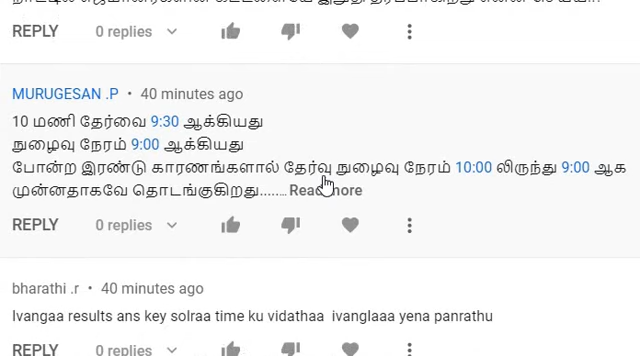 REPLY 0 replies
MURUGESAN .P • 40 minutes ago
10 மணி தேர்வை 9:30 ஆக்கியது
நுழைவு நேரம் 9:00 ஆக்கியது
போன்ற இரண்டு காரணங்களால் தேர்வு நுழைவு நேரம் 10:00 லிருந்து 9:00 ஆக
முன்னதாகவே தொடங்குகிறது....... Read more
REPLY 0 replies
bharathi .r • 40 minutes ago
Ivangaa results ans key solraa time ku vidathaa ivanglaaa yena panrathu
REPLY 0 replies